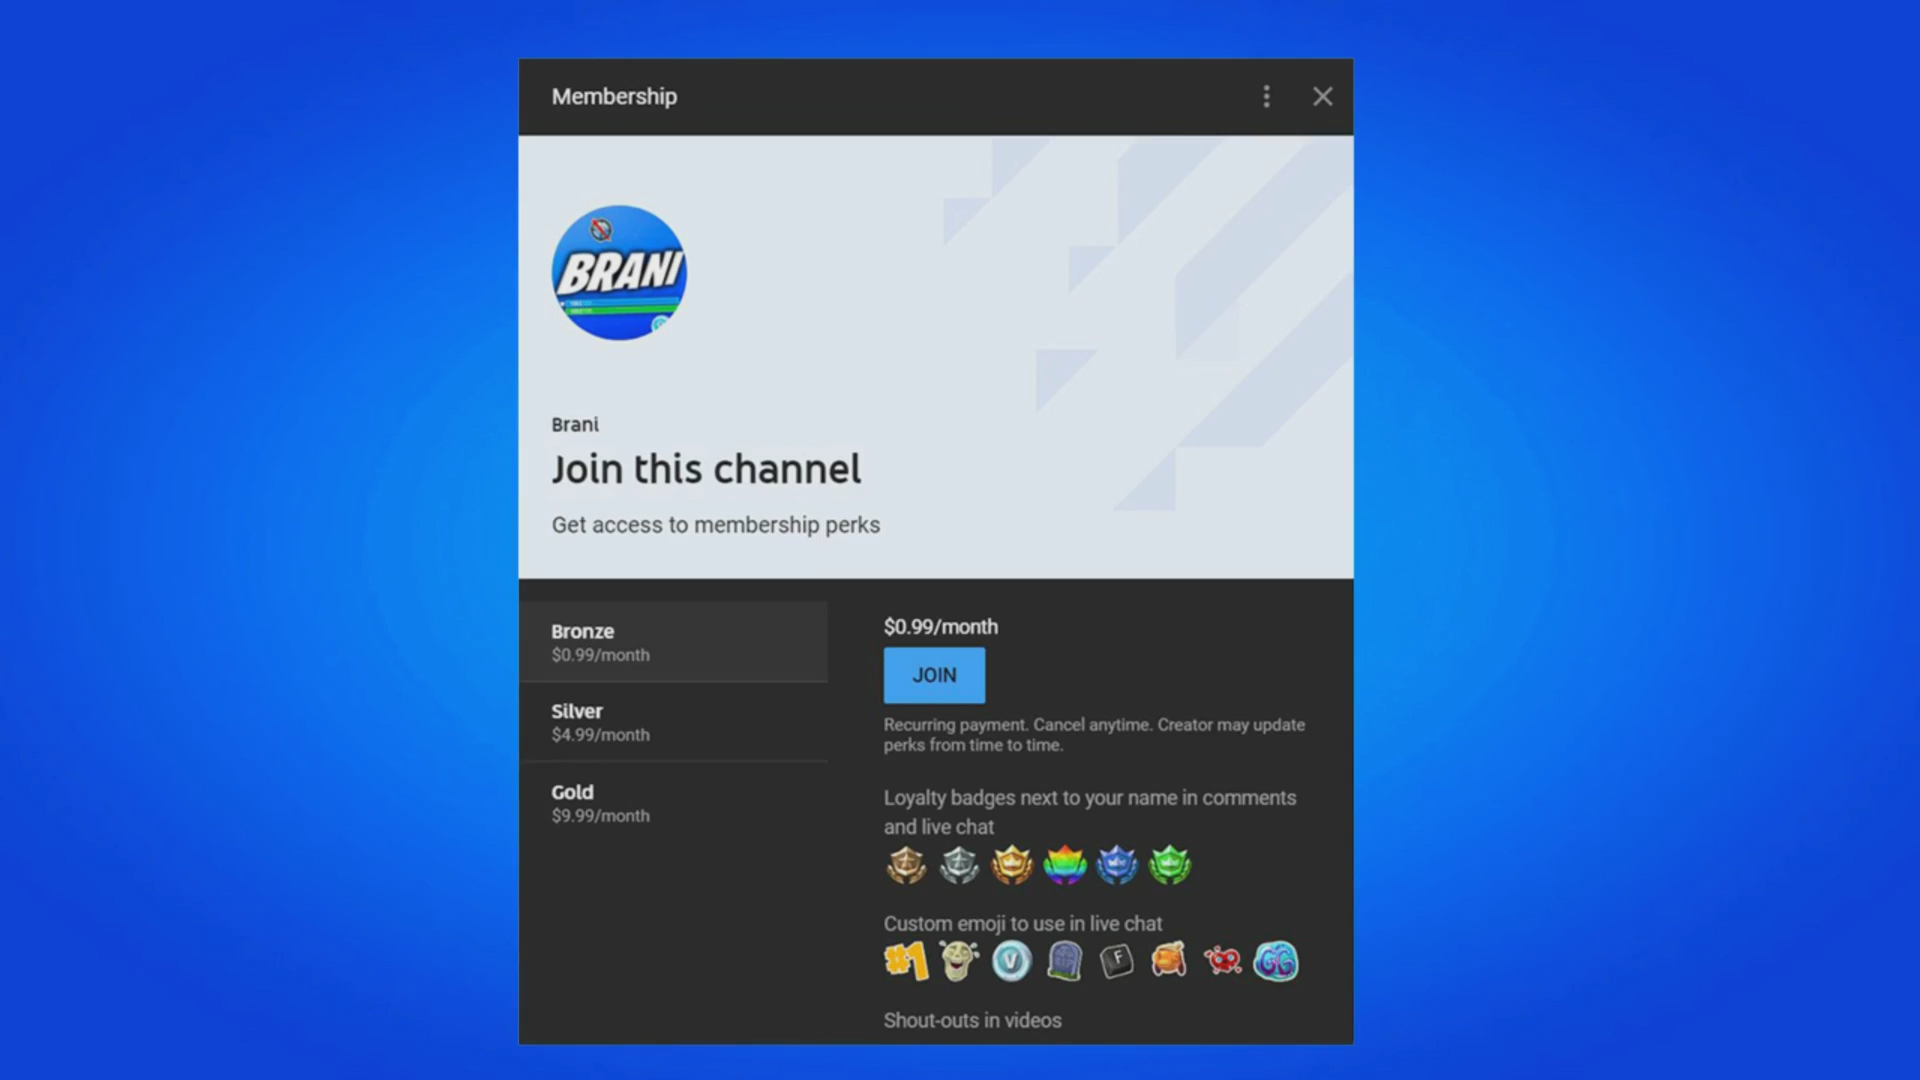 Membership
BRANI
Brani
Join this channel
Get access to membership perks
Bronze
$0.99/month
Silver
$4.99/month
Gold
$9.99/month
$0.99/month
JOIN
Recurring payment. Cancel anytime. Creator may update
perks from time to time.
Loyalty badges next to your name in comments
and live chat
Custom emoji to use in live chat
#1
V
RIP
F
GG
Shout-outs in videos